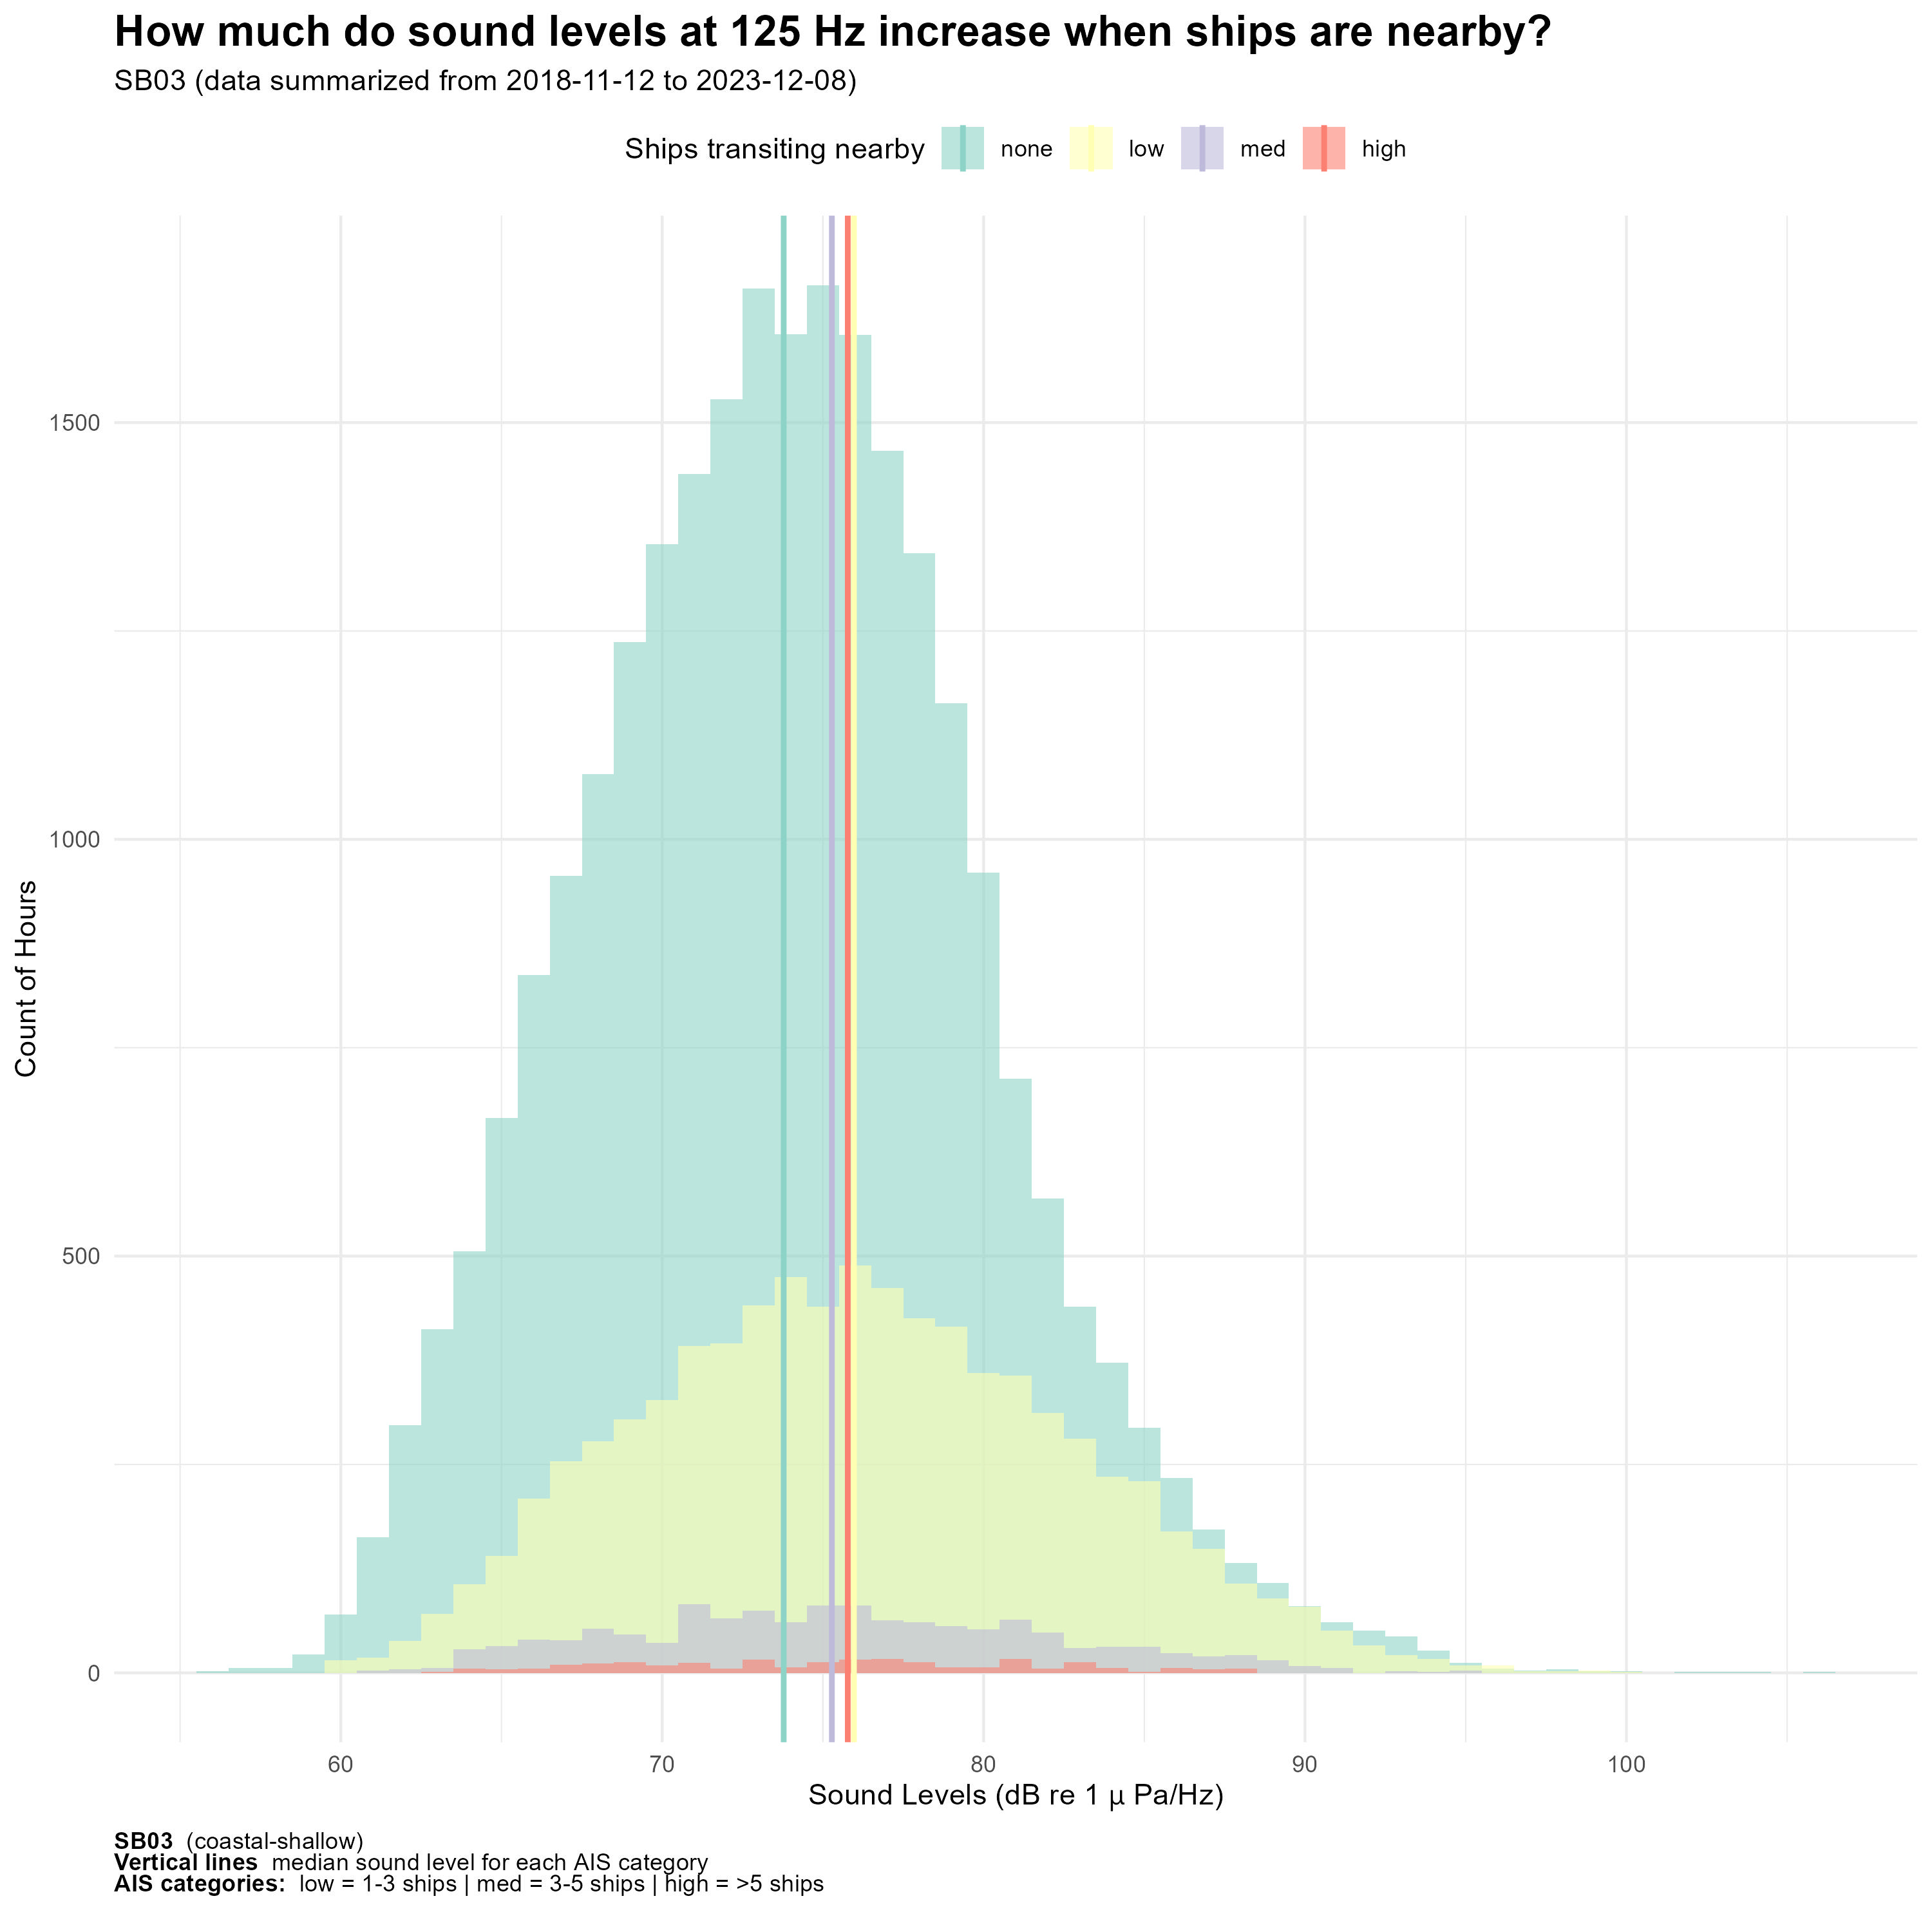 How much do sound levels at 125 Hz increase when ships are nearby?
SB03 (data summarized from 2018-11-12 to 2023-12-08)
Ships transiting nearby none low med high
1500
1000
500
0
Count of Hours
60 70 80 90 100
Sound Levels (dB re 1 μ Pa/Hz)
SB03 (coastal-shallow)
Vertical lines median sound level for each AIS category
AIS categories: low = 1-3 ships | med = 3-5 ships | high = >5 ships